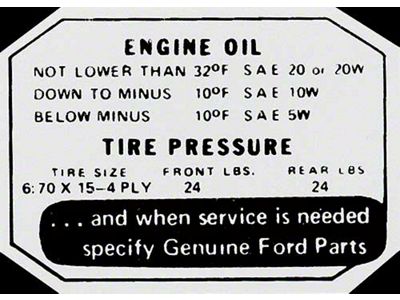 ENGINE OIL
NOT LOWER THAN 32°F SAE 20 or 20W
DOWN TO MINUS 10°F SAE 10W
BELOW MINUS 10°F SAE 5W
TIRE PRESSURE
TIRE SIZE FRONT LBS. REAR LBS
6:70 X 15-4 PLY 24 24
...and when service is needed
specify Genuine Ford Parts